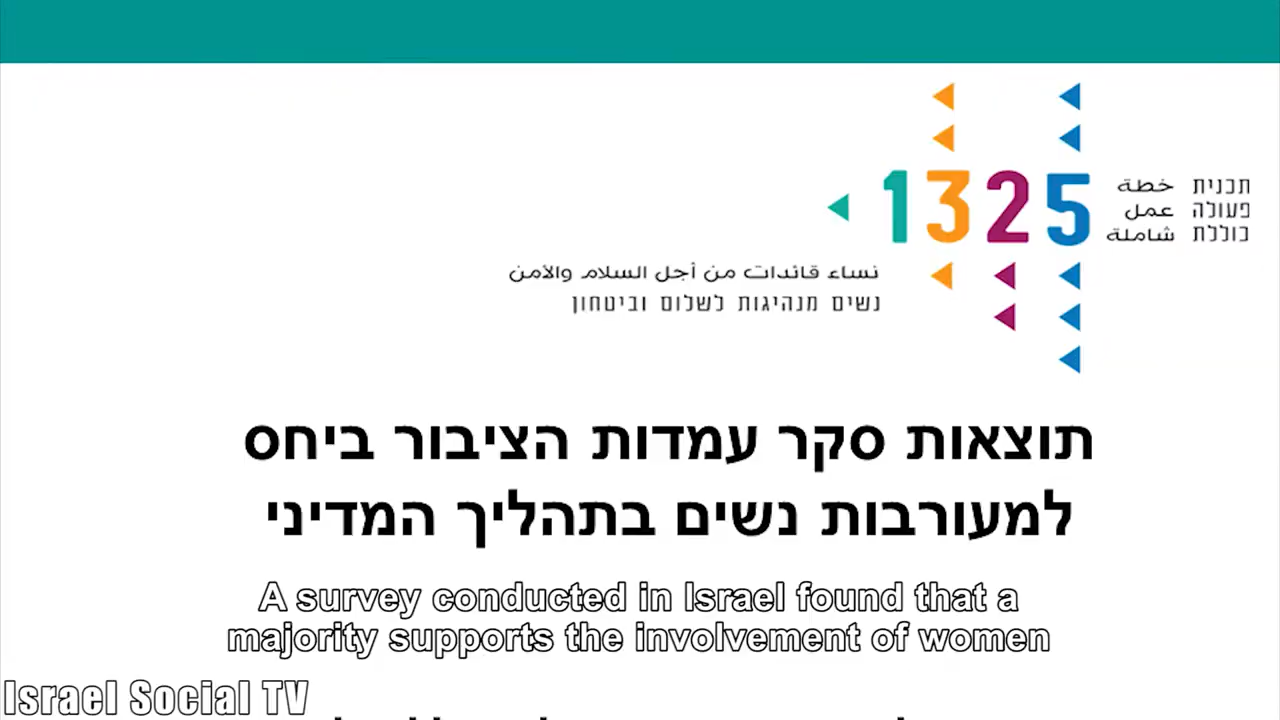 1325
תכנית
פעולה
כוללת
خطة
عمل
شاملة
نساء قائدات من أجل السلام والأمن
נשים מנהיגות לשלום וביטחון
תוצאות סקר עמדות הציבור ביחס
למעורבות נשים בתהליך המדיני
A survey conducted in Israel found that a
majority supports the involvement of women
Israel Social TV